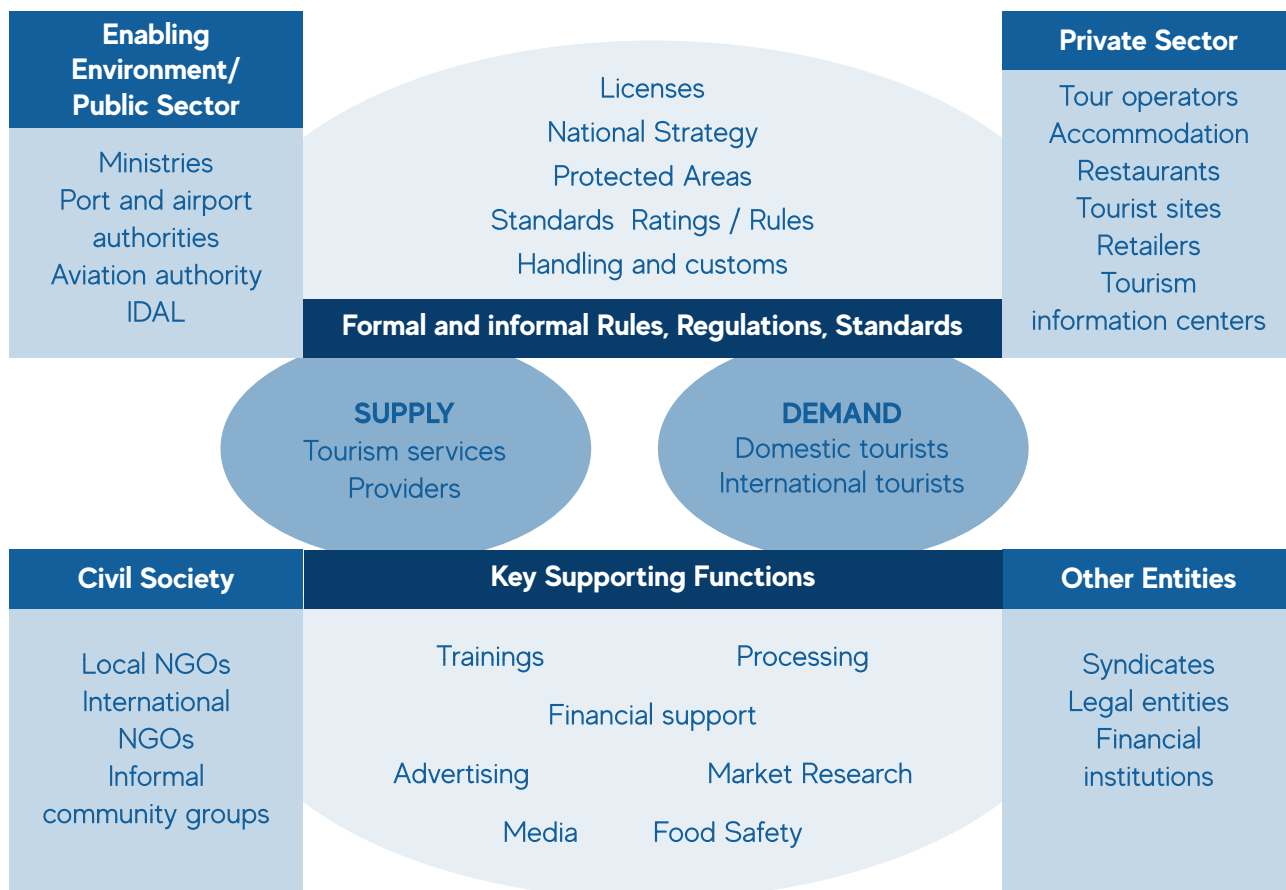 Enabling
Environment/
Public Sector
Ministries
Port and airport
authorities
Aviation authority
IDAL
Licenses
National Strategy
Protected Areas
Standards  Ratings / Rules
Handling and customs
Formal and informal Rules, Regulations, Standards
Private Sector
Tour operators
Accommodation
Restaurants
Tourist sites
Retailers
Tourism
information centers
SUPPLY
Tourism services
Providers
DEMAND
Domestic tourists
International tourists
Civil Society
Local NGOs
International
NGOs
Informal
community groups
Key Supporting Functions
Trainings
Processing
Financial support
Advertising
Market Research
Media
Food Safety
Other Entities
Syndicates
Legal entities
Financial
institutions